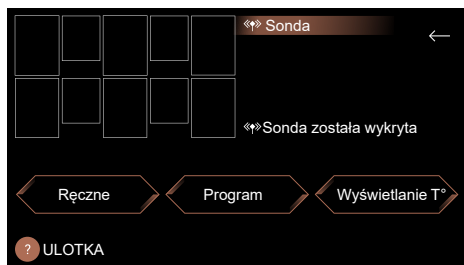 Sonda
Sonda została wykryta
Ręczne Program Wyświetlanie T°
? ULOTKA